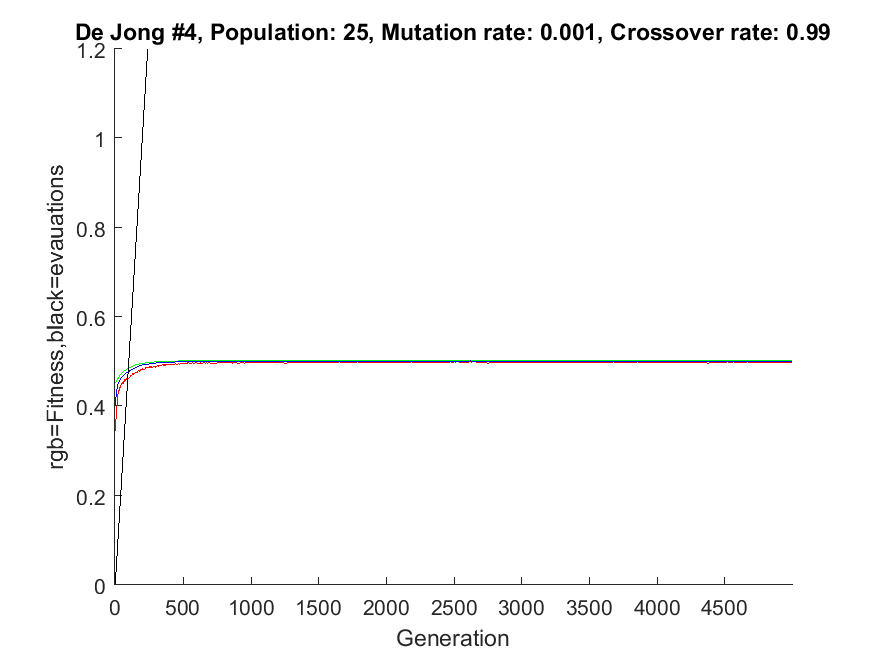 De Jong #4, Population: 25, Mutation rate: 0.001, Crossover rate: 0.99
1.2
1
0.8
0.6
0.4
0.2
0
rgb=Fitness,black=evauations
0 500 1000 1500 2000 2500 3000 3500 4000 4500
Generation